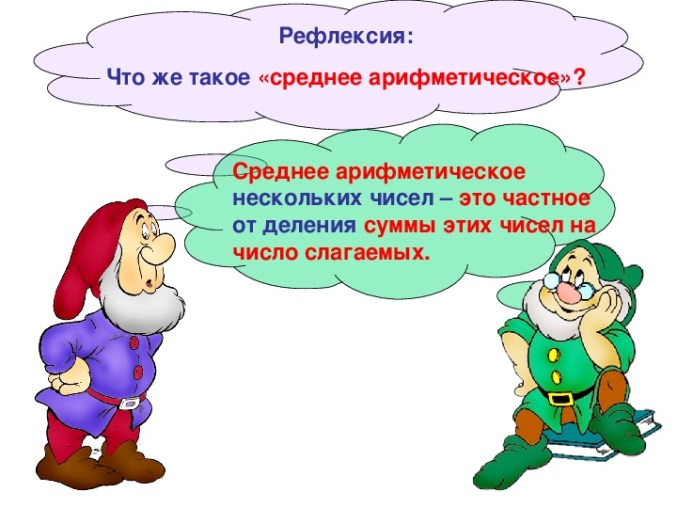 Рефлексия:
Что же такое «среднее арифметическое»?
Среднее арифметическое
нескольких чисел – это частное
от деления суммы этих чисел на
число слагаемых.